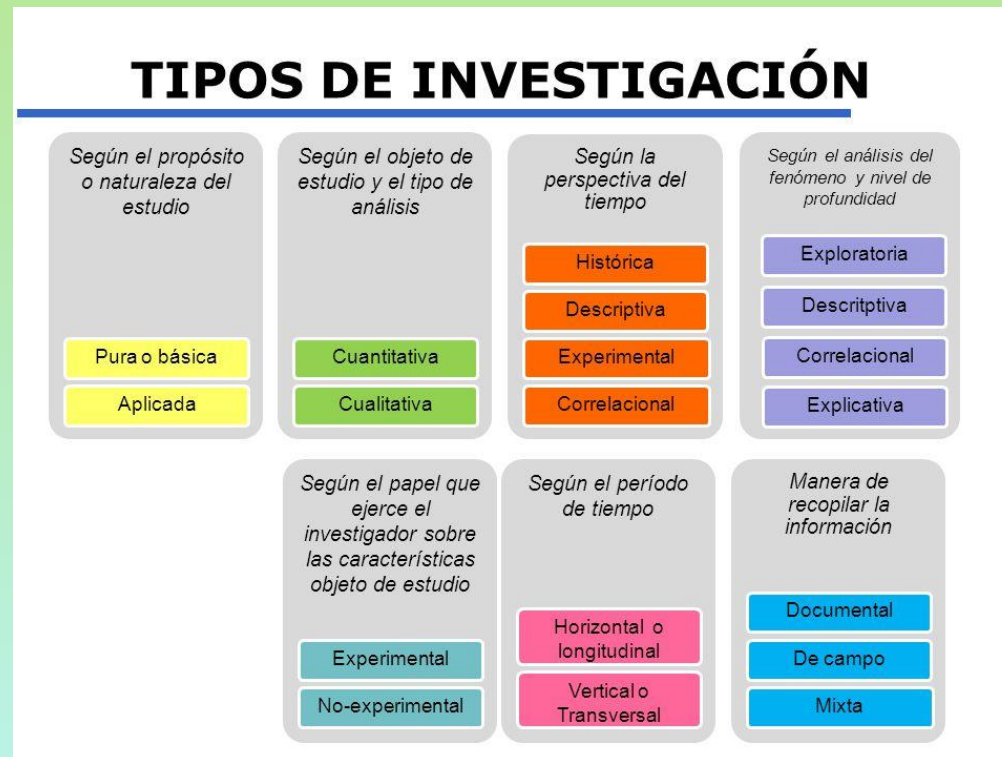 TIPOS DE INVESTIGACIÓN
Según el propósito
o naturaleza del
estudio
Pura o básica
Aplicada
Según el objeto de
estudio y el tipo de
análisis
Cuantitativa
Cualitativa
Según la
perspectiva del
tiempo
Histórica
Descriptiva
Experimental
Correlacional
Según el análisis del
fenómeno y nivel de
profundidad
Exploratoria
Descritptiva
Correlacional
Explicativa
Según el papel que
ejerce el
investigador sobre
las características
objeto de estudio
Experimental
No-experimental
Según el período
de tiempo
Horizontal o
longitudinal
Vertical o
Transversal
Manera de
recopilar la
información
Documental
De campo
Mixta